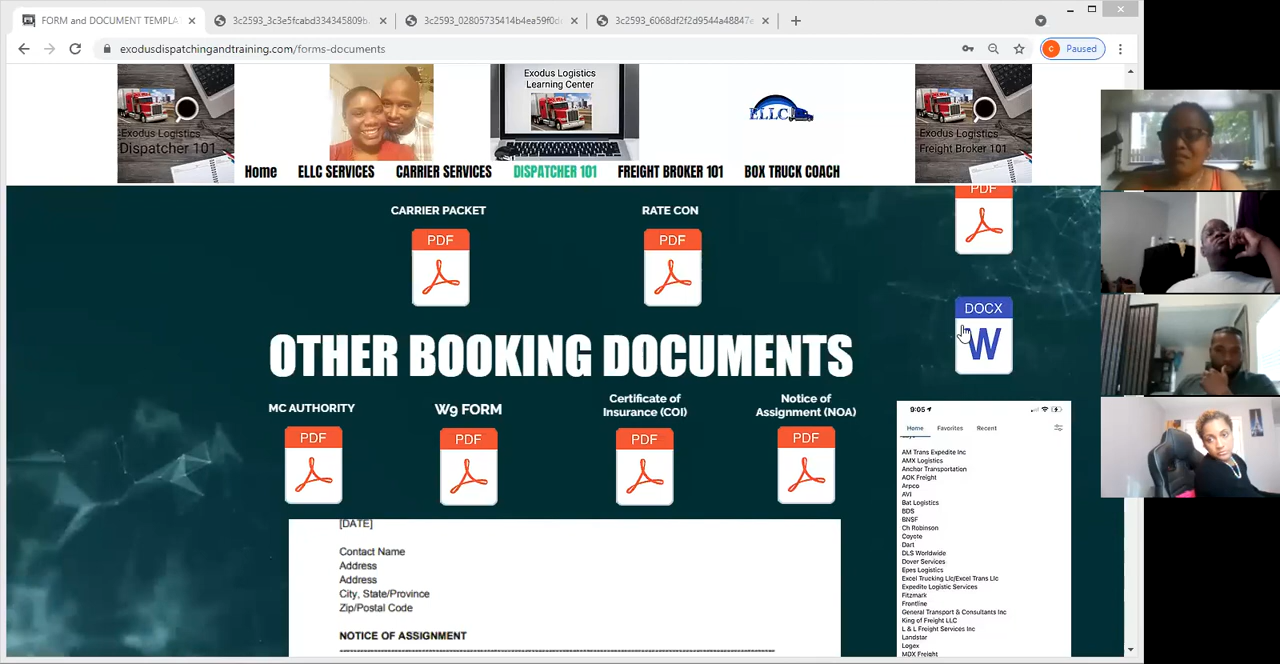 FORM and DOCUMENT TEMPLA
3c2593_3c3e5fcabd334345809b
3c2593_02805735414b4ea59f0d
3c2593_6068df2f2d9544a48847e
exodusdispatchingandtraining.com/forms-documents
C Paused
Exodus Logistics
Dispatcher 101
Exodus Logistics
Learning Center
ELLC
Exodus Logistics
Freight Broker 101
Home ELLC SERVICES CARRIER SERVICES DISPATCHER 101 FREIGHT BROKER 101 BOX TRUCK COACH
CARRIER PACKET
RATE CON
PDF
PDF
PDF
DOCX
W
OTHER BOOKING DOCUMENTS
MC AUTHORITY
W9 FORM
Certificate of
Insurance (COI)
Notice of
Assignment (NOA)
PDF
PDF
PDF
PDF
[DATE]
Contact Name
Address
Address
City, State/Province
Zip/Postal Code
NOTICE OF ASSIGNMENT
9:05
Home Favorites Recent
AM Trans Expedite Inc
AMX Logistics
Anchor Transportation
AOK Freight
Arpco
AVI
Bat Logistics
BDS
BNSF
Ch Robinson
Coyote
Dart
DLS Worldwide
Dover Services
Epes Logistics
Excel Trucking Llc/Excel Trans Llc
Expedite Logistic Services
Fitzmark
Frontline
General Transport & Consultants Inc
King of Freight LLC
L & L Freight Services Inc
Landstar
Logex
MDX Freight